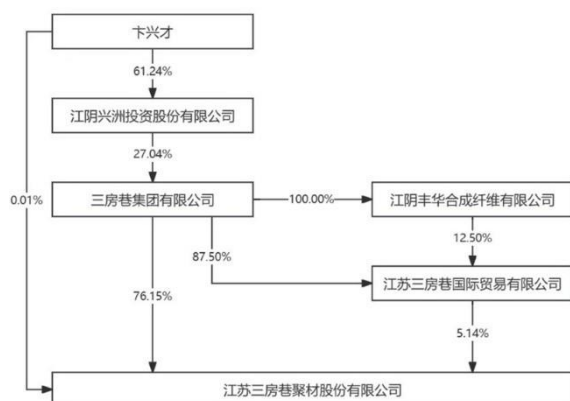 卞兴才
61.24%
江阴兴洲投资股份有限公司
27.04%
0.01%
三房巷集团有限公司
100.00%
江阴丰华合成纤维有限公司
12.50%
87.50%
江苏三房巷国际贸易有限公司
76.15%
5.14%
江苏三房巷聚材股份有限公司